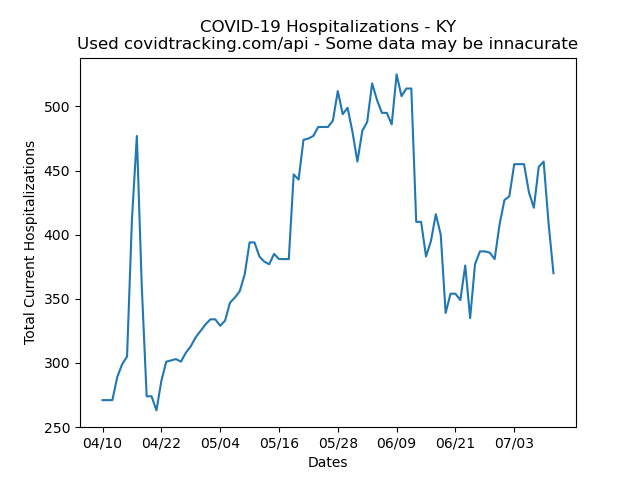 COVID-19 Hospitalizations - KY
Used covidtracking.com/api - Some data may be innacurate
Total Current Hospitalizations
500
450
400
350
300
250
04/10 04/22 05/04 05/16 05/28 06/09 06/21 07/03
Dates